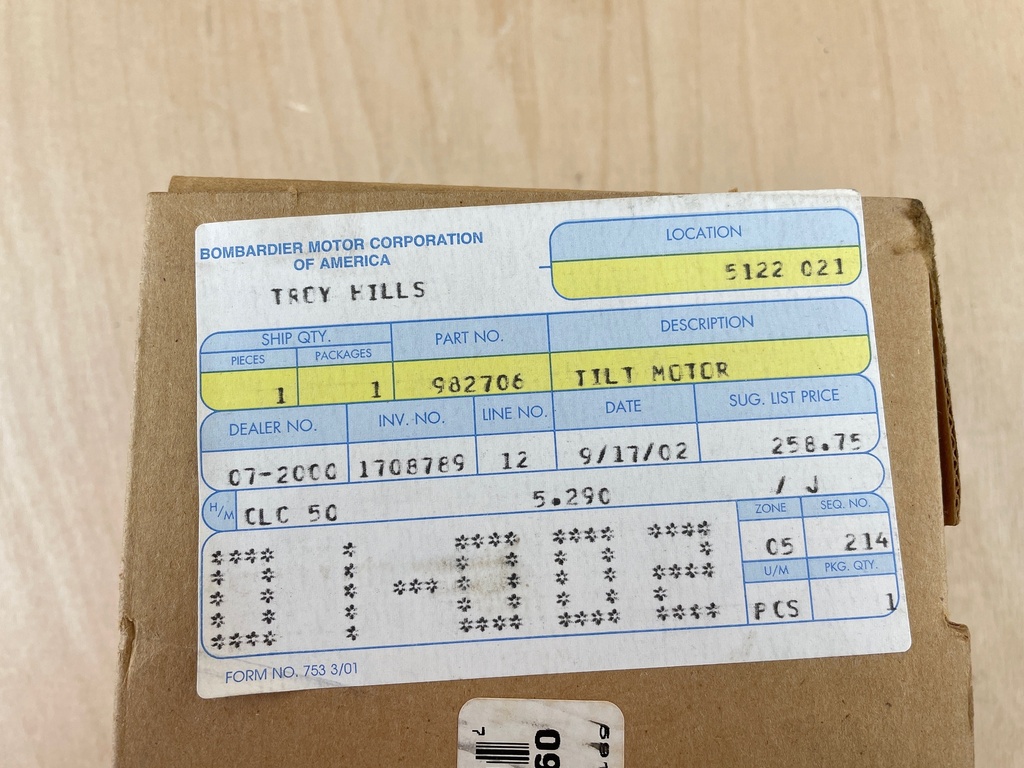 BOMBARDIER MOTOR CORPORATION
OF AMERICA
TROY HILLS
LOCATION
5122 021
SHIP QTY.
PIECES PACKAGES
PART NO.
DESCRIPTION
1 1 982706 TILT MOTOR
DEALER NO. INV. NO. LINE NO. DATE SUG. LIST PRICE
07-2000 1708789 12 9/17/02 258.75
H/M CLC 50 5.290 / J
ZONE SEQ. NO.
05 214
U/M PKG. QTY.
PCS 1
FORM NO. 753 3/01
7
09